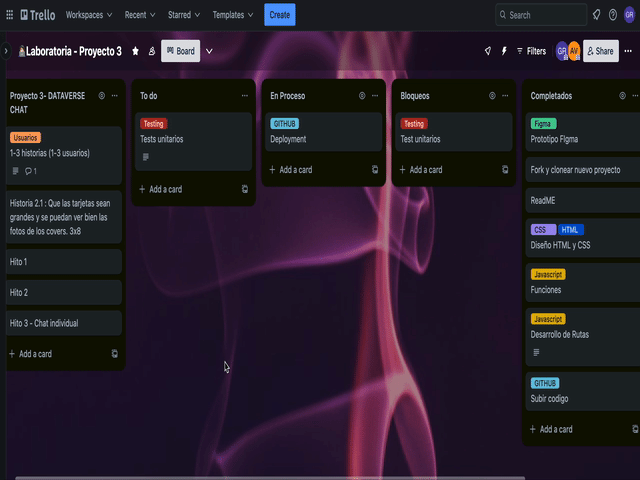 Trello
Workspaces
Recent
Starred
Templates
Create
Search
GR
Laboratoria - Proyecto 3
Board
Filters
GR
AV
Share
Proyecto 3- DATAVERSE
CHAT
Usuarios
1-3 historias (1-3 usuarios)
1
Historia 2.1 : Que las tarjetas sean
grandes y se puedan ver bien las
fotos de los covers. 3x8
Hito 1
Hito 2
Hito 3 - Chat individual
+ Add a card
To do
Testing
Tests unitarios
+ Add a card
En Proceso
GITHUB
Deployment
+ Add a card
Bloqueos
Testing
Test unitarios
+ Add a card
Completados
Figma
Prototipo FIgma
Fork y clonear nuevo proyecto
ReadME
CSS HTML
Diseño HTML y CSS
Javascript
Funciones
Javascript
Desarrollo de Rutas
GITHUB
Subir codigo
+ Add a card